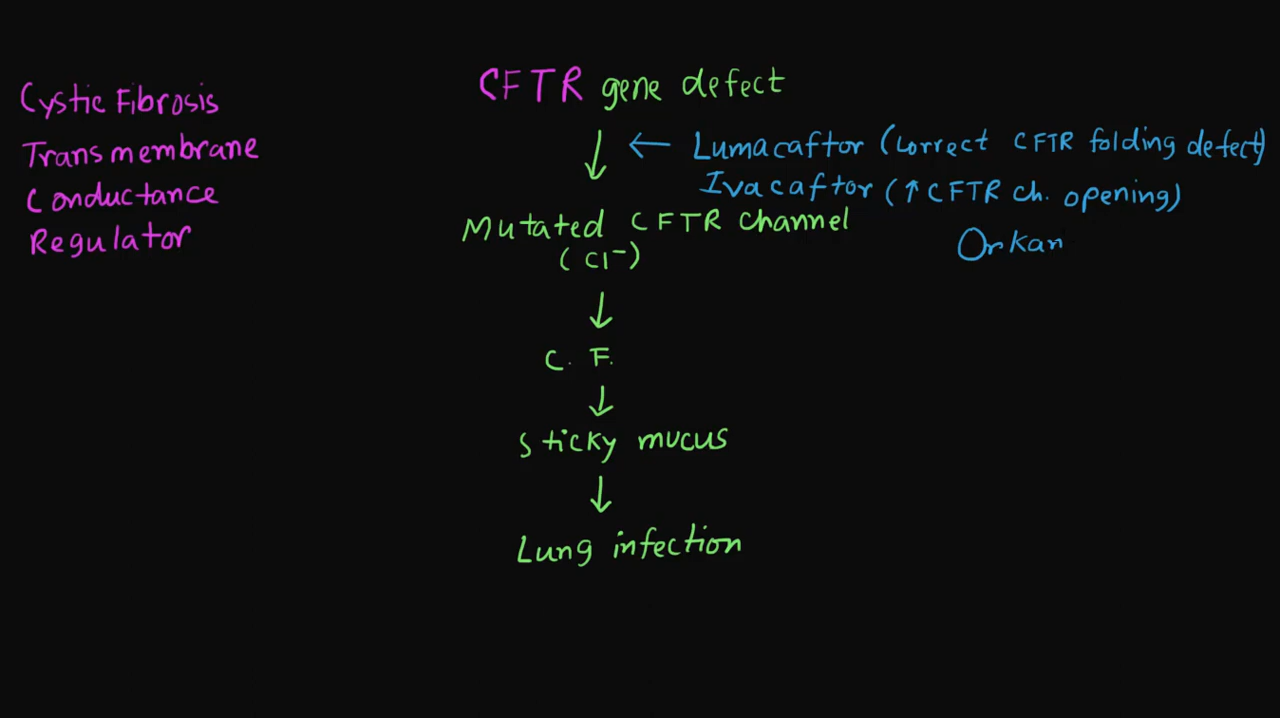 Cystic Fibrosis
Transmembrane
Conductance
Regulator
CFTR gene defect
↓
← Lumacaftor (Correct CFTR folding defect)
Ivacaftor (↑ CFTR ch. opening)
Orkan
Mutated CFTR channel
(Cl⁻)
↓
C. F.
↓
Sticky mucus
↓
Lung infection